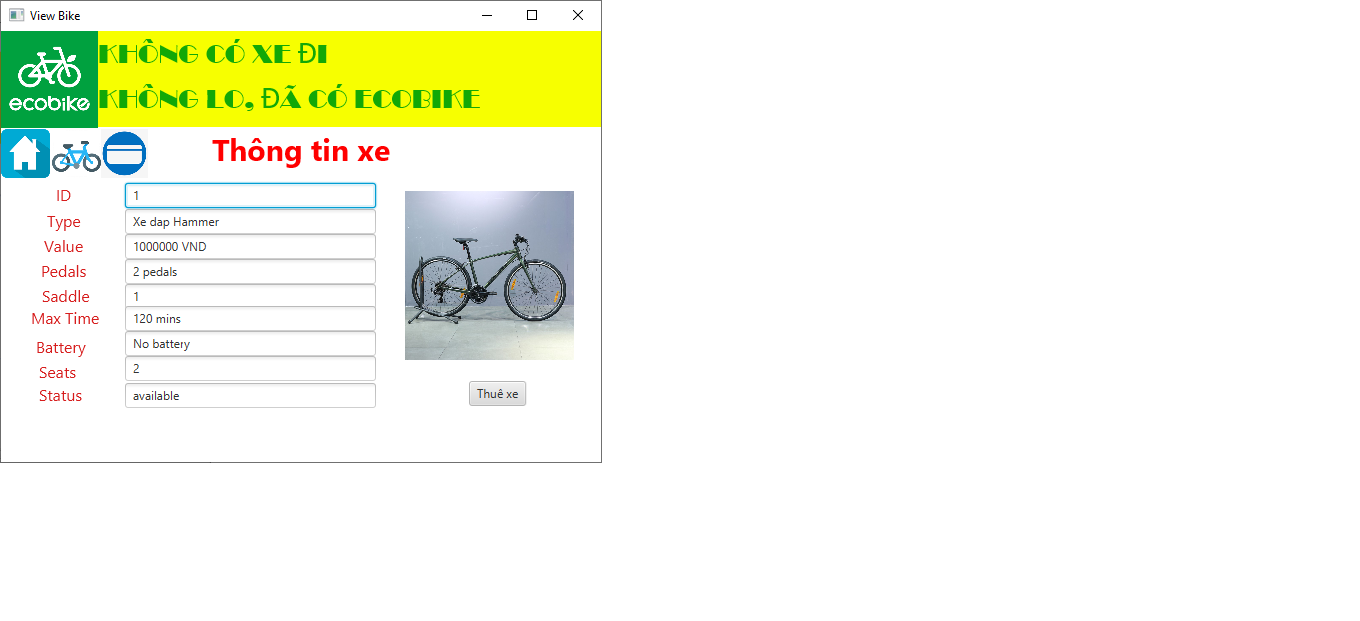 View Bike
KHÔNG CÓ XE ĐI
ecobike
KHÔNG LO, ĐÃ CÓ ECOBIKE
Thông tin xe
ID 1
Type Xe dap Hammer
Value 1000000 VND
Pedals 2 pedals
Saddle 1
Max Time 120 mins
Battery No battery
Seats 2
Status available
Thuê xe